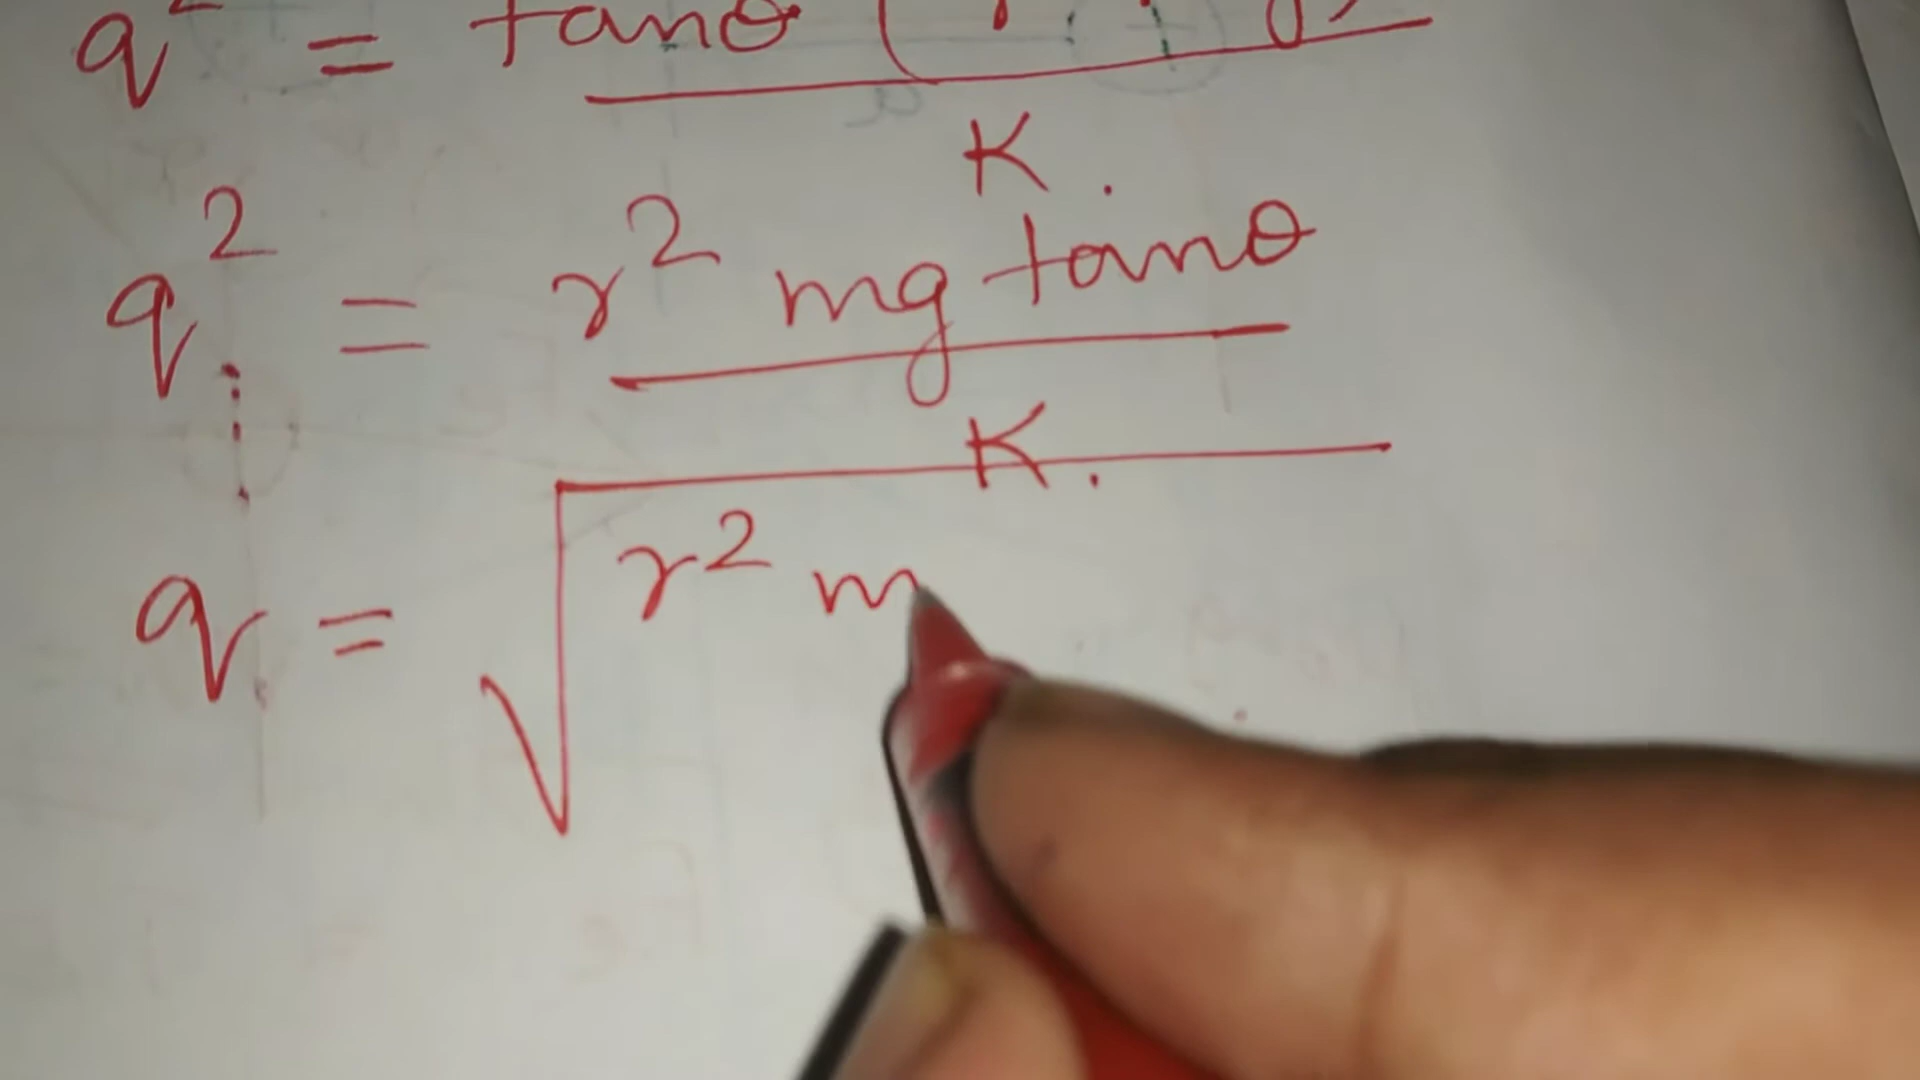 q² = tanθ (
K.
q² = r² mg tanθ
K.
q = √ r² m